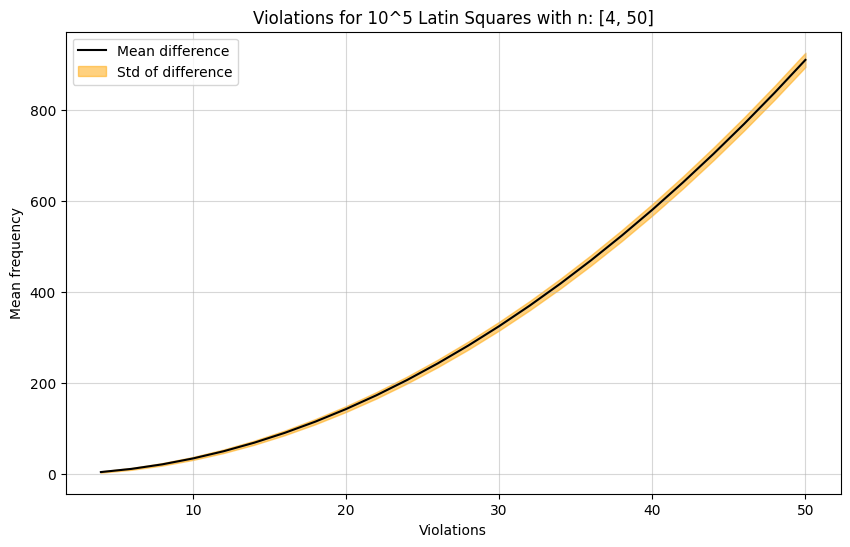 Violations for 10^5 Latin Squares with n: [4, 50]
Mean difference
Std of difference
Mean frequency
800
600
400
200
0
10 20 30 40 50
Violations